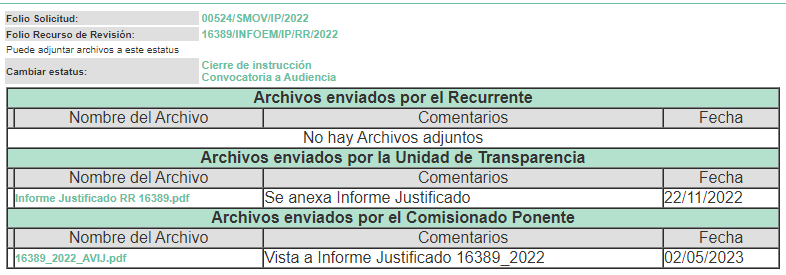 Folio Solicitud: 00524/SMOV/IP/2022
Folio Recurso de Revisión: 16389/INFOEM/IP/RR/2022
Puede adjuntar archivos a este estatus
Cambiar estatus: Cierre de instrucción
Convocatoria a Audiencia
Archivos enviados por el Recurrente
Nombre del Archivo Comentarios Fecha
No hay Archivos adjuntos
Archivos enviados por la Unidad de Transparencia
Nombre del Archivo Comentarios Fecha
Informe Justificado RR 16389.pdf Se anexa Informe Justificado 22/11/2022
Archivos enviados por el Comisionado Ponente
Nombre del Archivo Comentarios Fecha
16389_2022_AVIJ.pdf Vista a Informe Justificado 16389_2022 02/05/2023